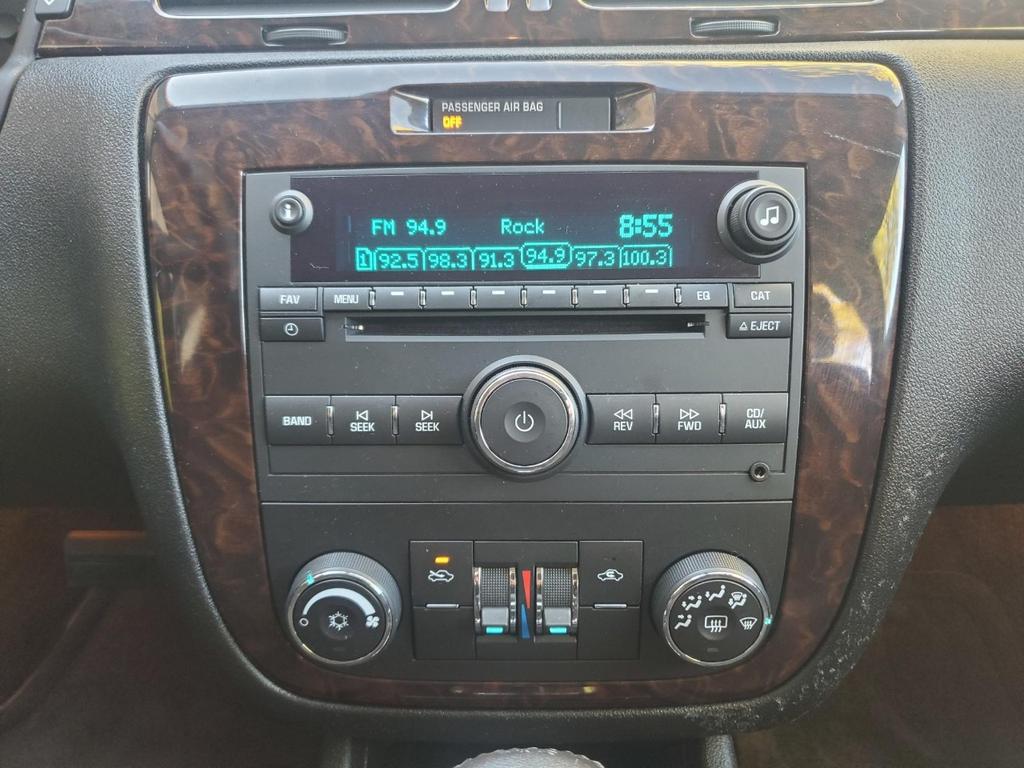 PASSENGER AIR BAG
OFF
i
FM 94.9 Rock 8:55
1 92.5 98.3 91.3 94.9 97.3 100.3
FAV MENU EQ CAT
EJECT
BAND SEEK SEEK REV FWD CD/
AUX